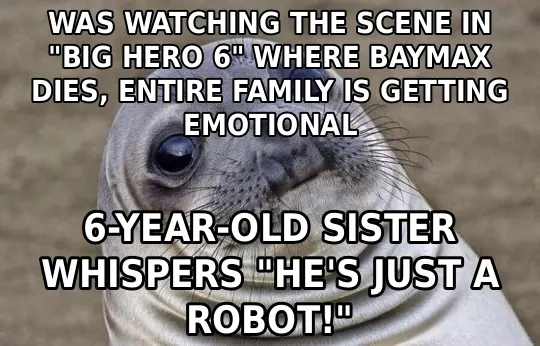 WAS WATCHING THE SCENE IN
"BIG HERO 6" WHERE BAYMAX
DIES, ENTIRE FAMILY IS GETTING
EMOTIONAL
6-YEAR-OLD SISTER
WHISPERS "HE'S JUST A
ROBOT!"